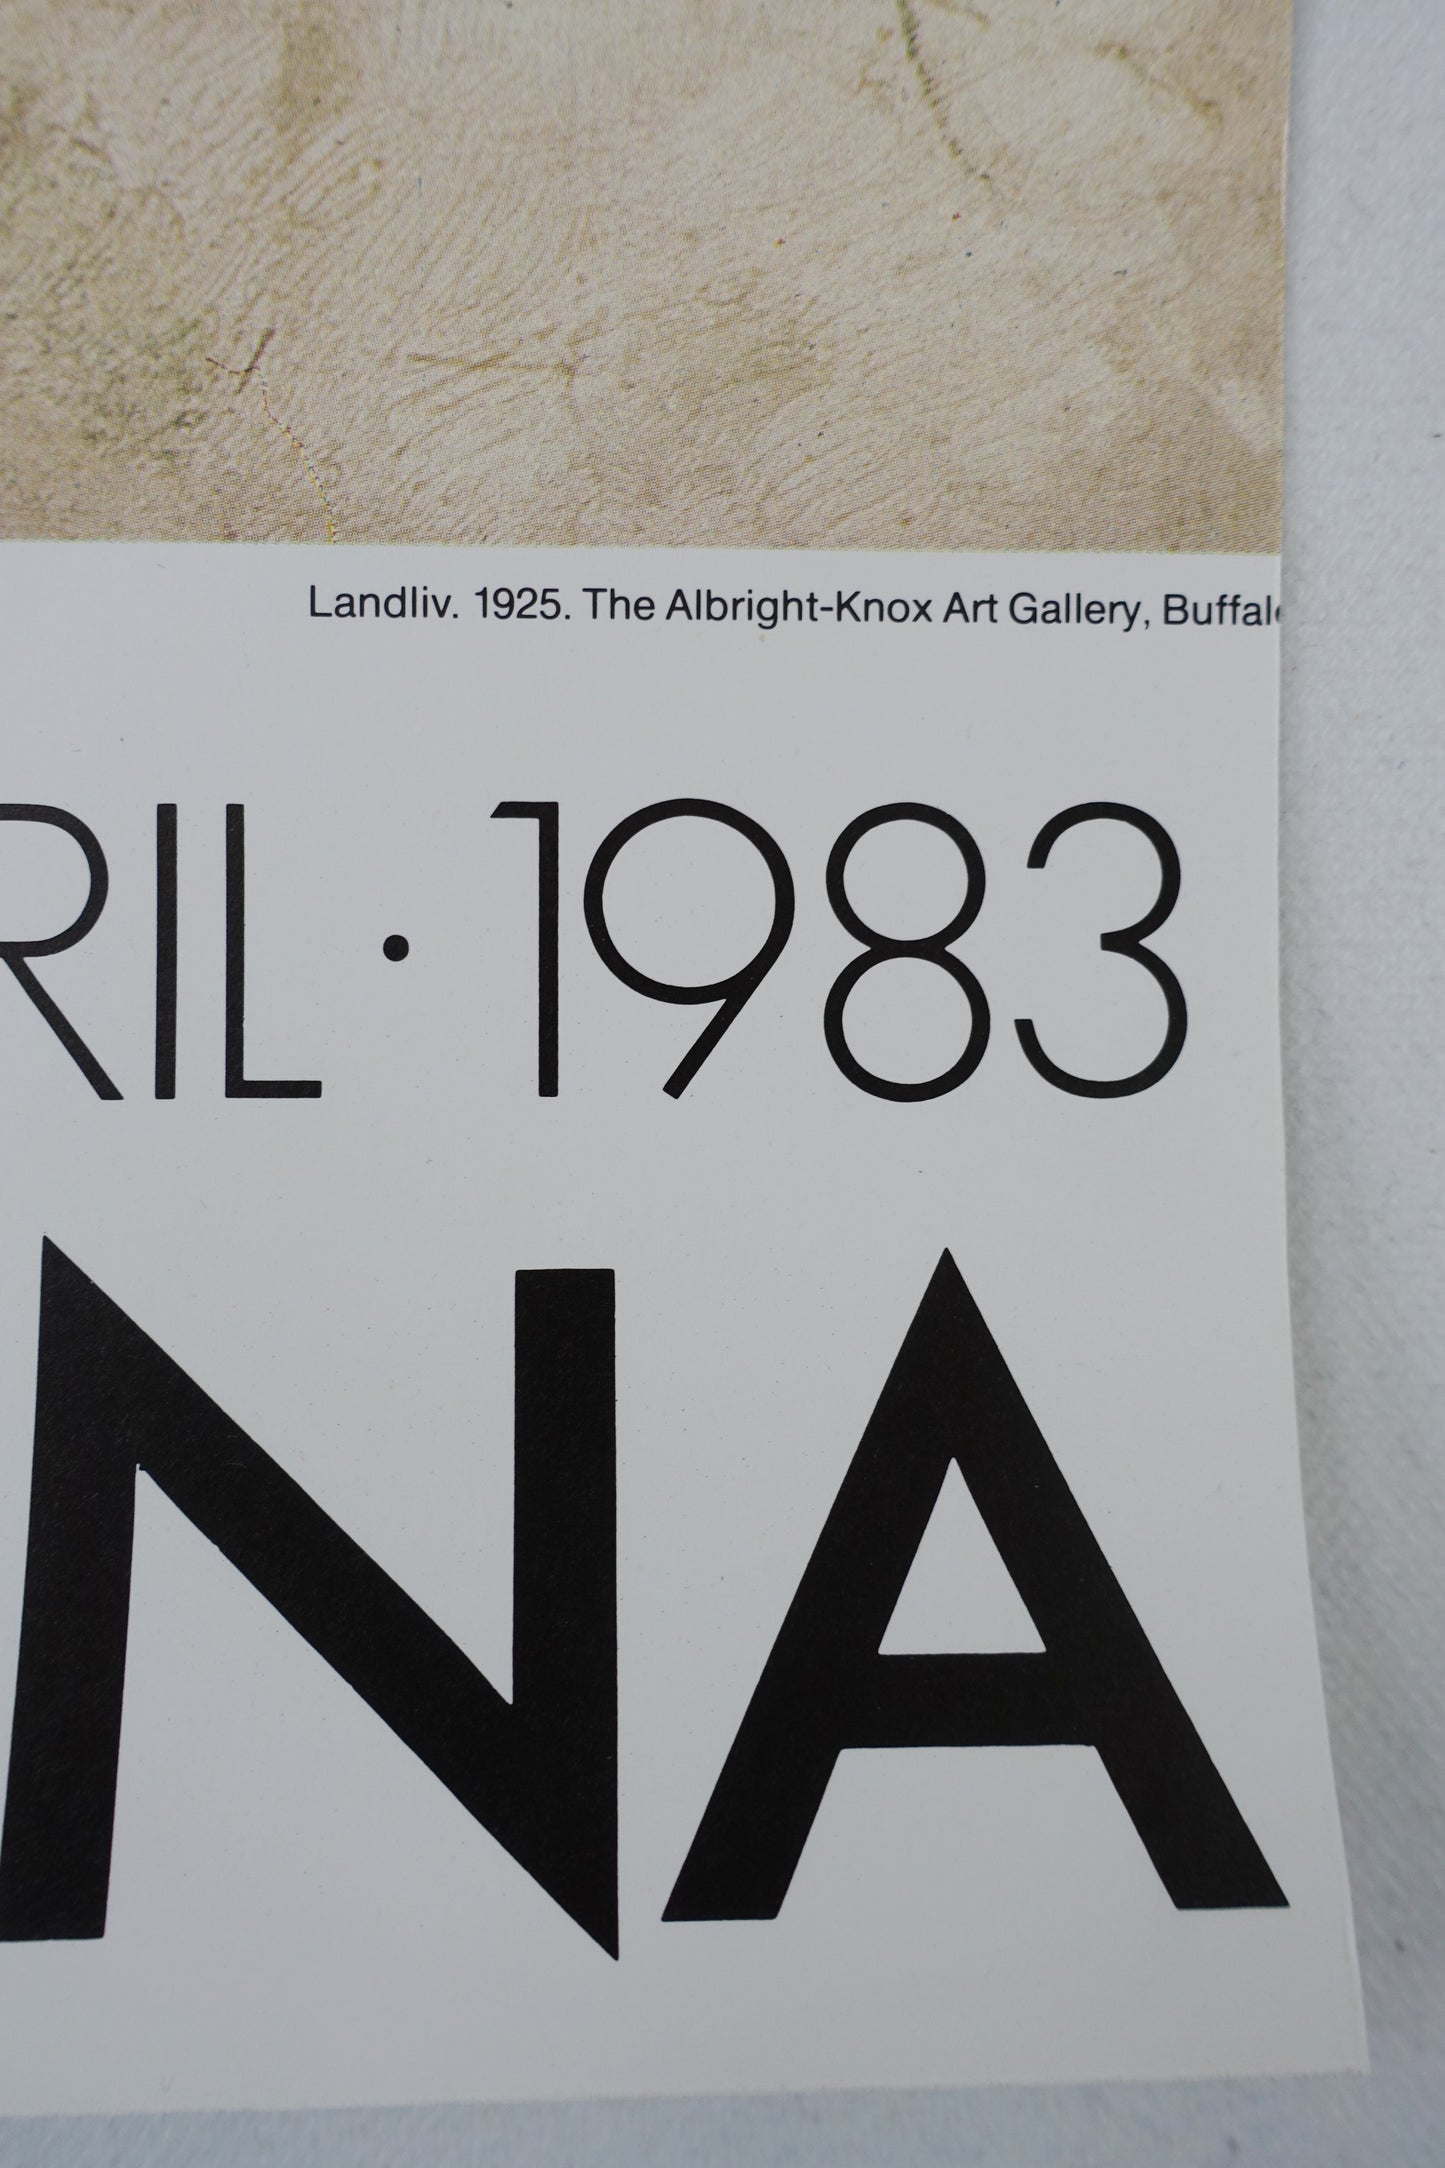 Landliv. 1925. The Albright-Knox Art Gallery, Buffal
RIL · 1983
NA